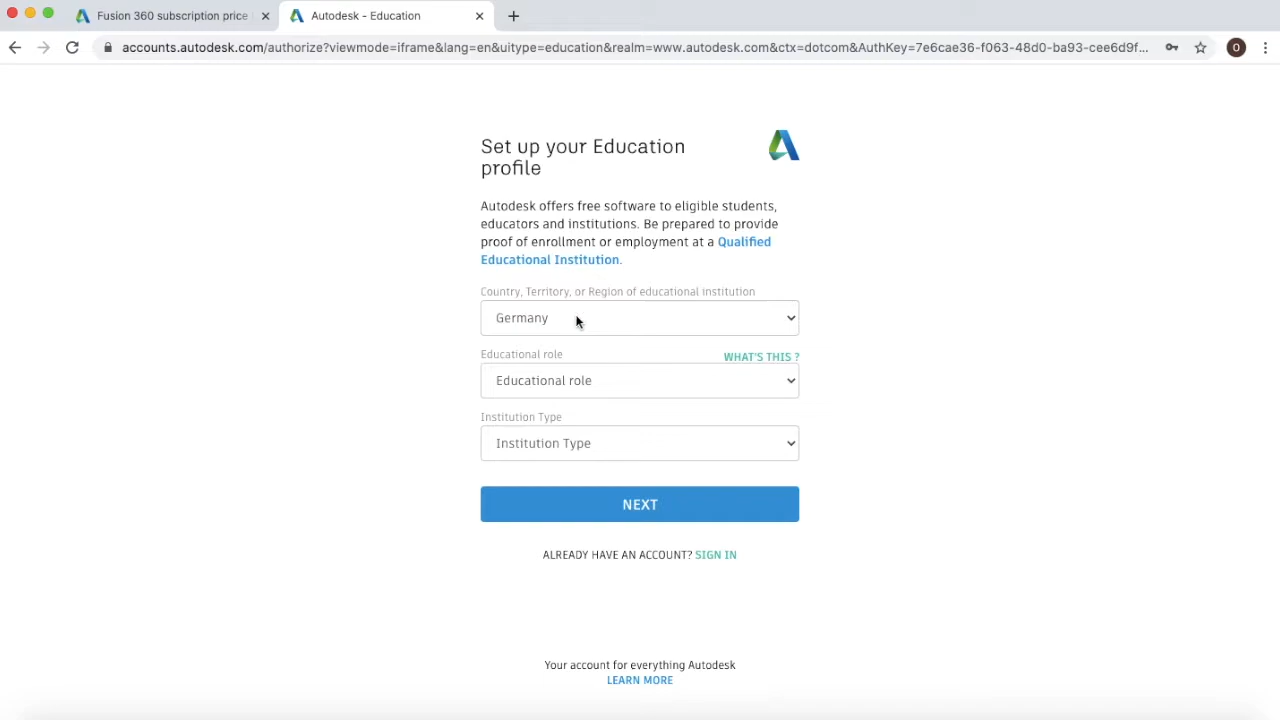 Fusion 360 subscription price
Autodesk - Education
accounts.autodesk.com/authorize?viewmode=iframe&lang=en&uitype=education&realm=www.autodesk.com&ctx=dotcom&AuthKey=7e6cae36-f063-48d0-ba93-cee6d9f...
O
Set up your Education
profile
Autodesk offers free software to eligible students,
educators and institutions. Be prepared to provide
proof of enrollment or employment at a Qualified
Educational Institution.
Country, Territory, or Region of educational institution
Germany
Educational role
WHAT'S THIS ?
Educational role
Institution Type
Institution Type
NEXT
ALREADY HAVE AN ACCOUNT? SIGN IN
Your account for everything Autodesk
LEARN MORE